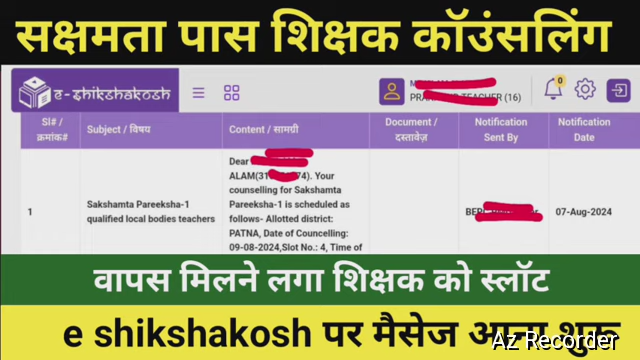 सक्षमता पास शिक्षक कॉउंसलिंग
e-shikshakosh
TEACHER (16)
0
Sl# / क्रमांक#
Subject / विषय
Content / सामग्री
Document / दस्तावेज़
Notification Sent By
Notification Date
1
Sakshamta Pareeksha-1
qualified local bodies teachers
Dear
ALAM(31 74). Your
counselling for Sakshamta
Pareeksha-1 is scheduled as
follows- Allotted district:
PATNA, Date of Councelling:
09-08-2024,Slot No.: 4, Time of
07-Aug-2024
वापस मिलने लगा शिक्षक को स्लॉट
e shikshakosh पर मैसेज आना शुरू
Az Recorder